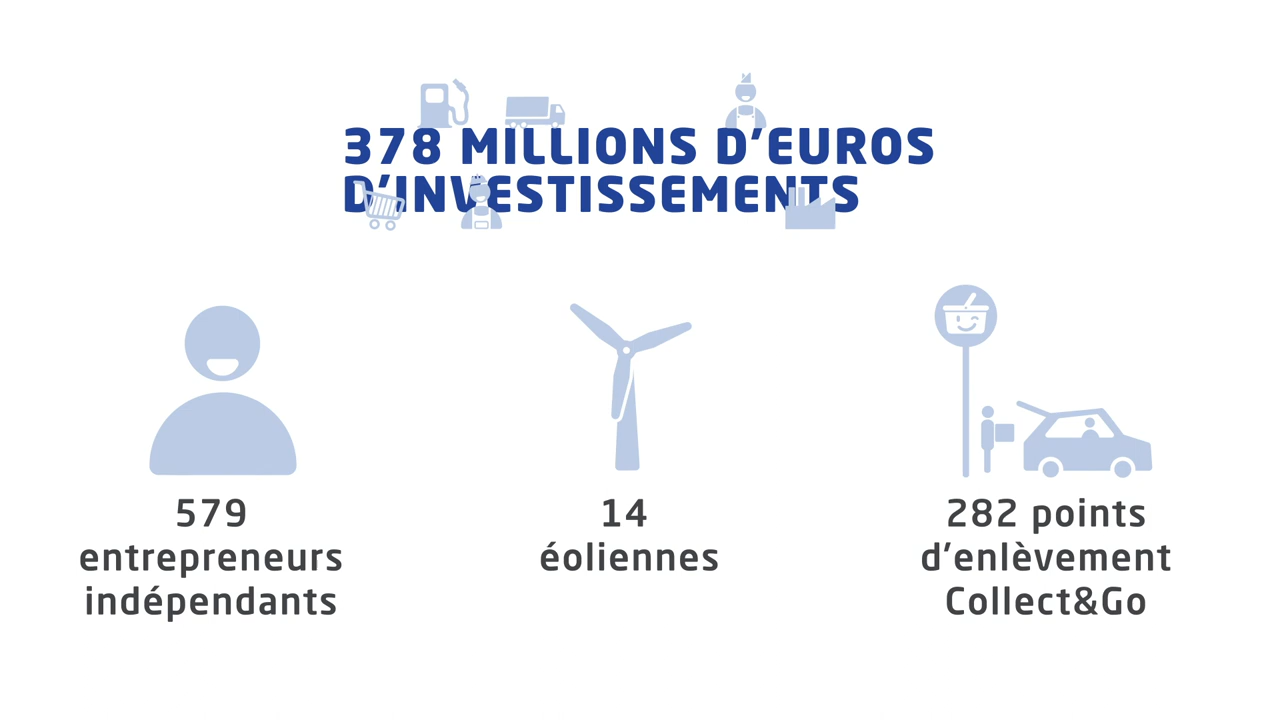 378 MILLIONS D’EUROS
D’INVESTISSEMENTS
579
entrepreneurs
indépendants
14
éoliennes
282 points
d’enlèvement
Collect&Go